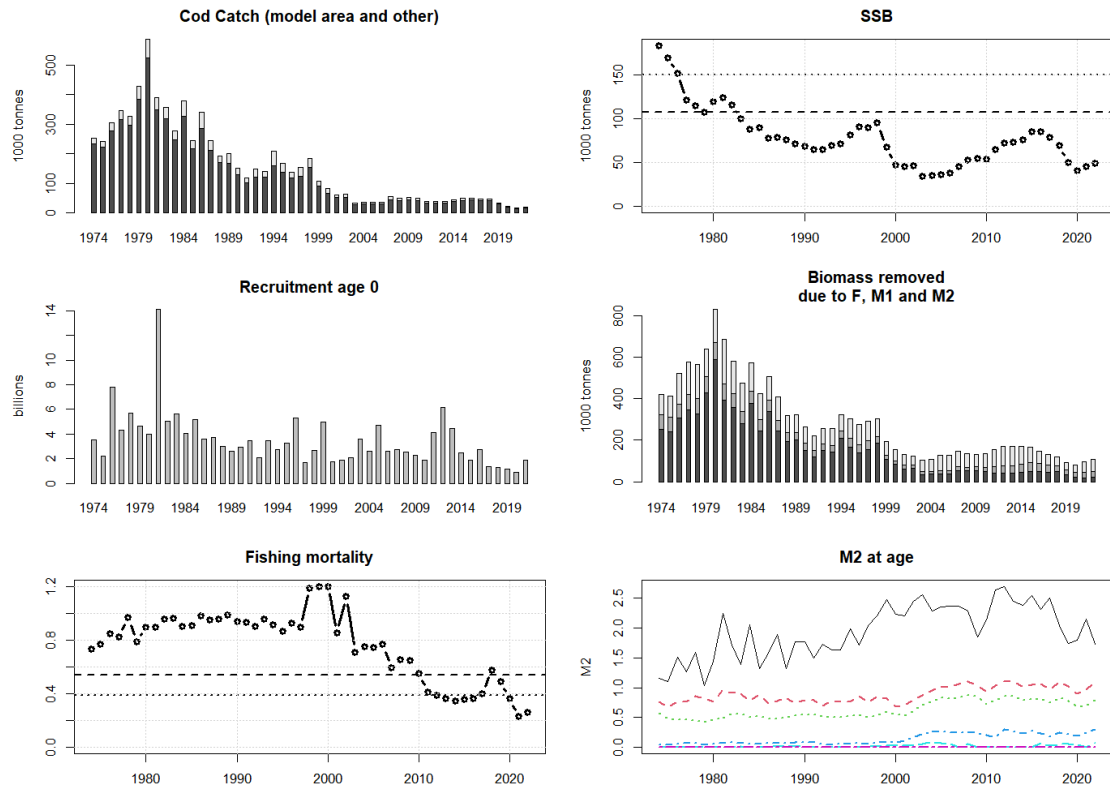 Cod Catch (model area and other)
1000 tonnes
500
300
100
0
1974 1979 1984 1989 1994 1999 2004 2009 2014 2019
SSB
1000 tonnes
150
100
50
0
1980 1990 2000 2010 2020
Recruitment age 0
billions
14
10
8
6
4
2
0
1974 1979 1984 1989 1994 1999 2004 2009 2014 2019
Biomass removed
due to F, M1 and M2
1000 tonnes
800
600
400
200
0
1974 1979 1984 1989 1994 1999 2004 2009 2014 2019
Fishing mortality
1.2
0.8
0.4
0.0
1980 1990 2000 2010 2020
M2 at age
M2
2.5
2.0
1.5
1.0
0.5
0.0
1980 1990 2000 2010 2020